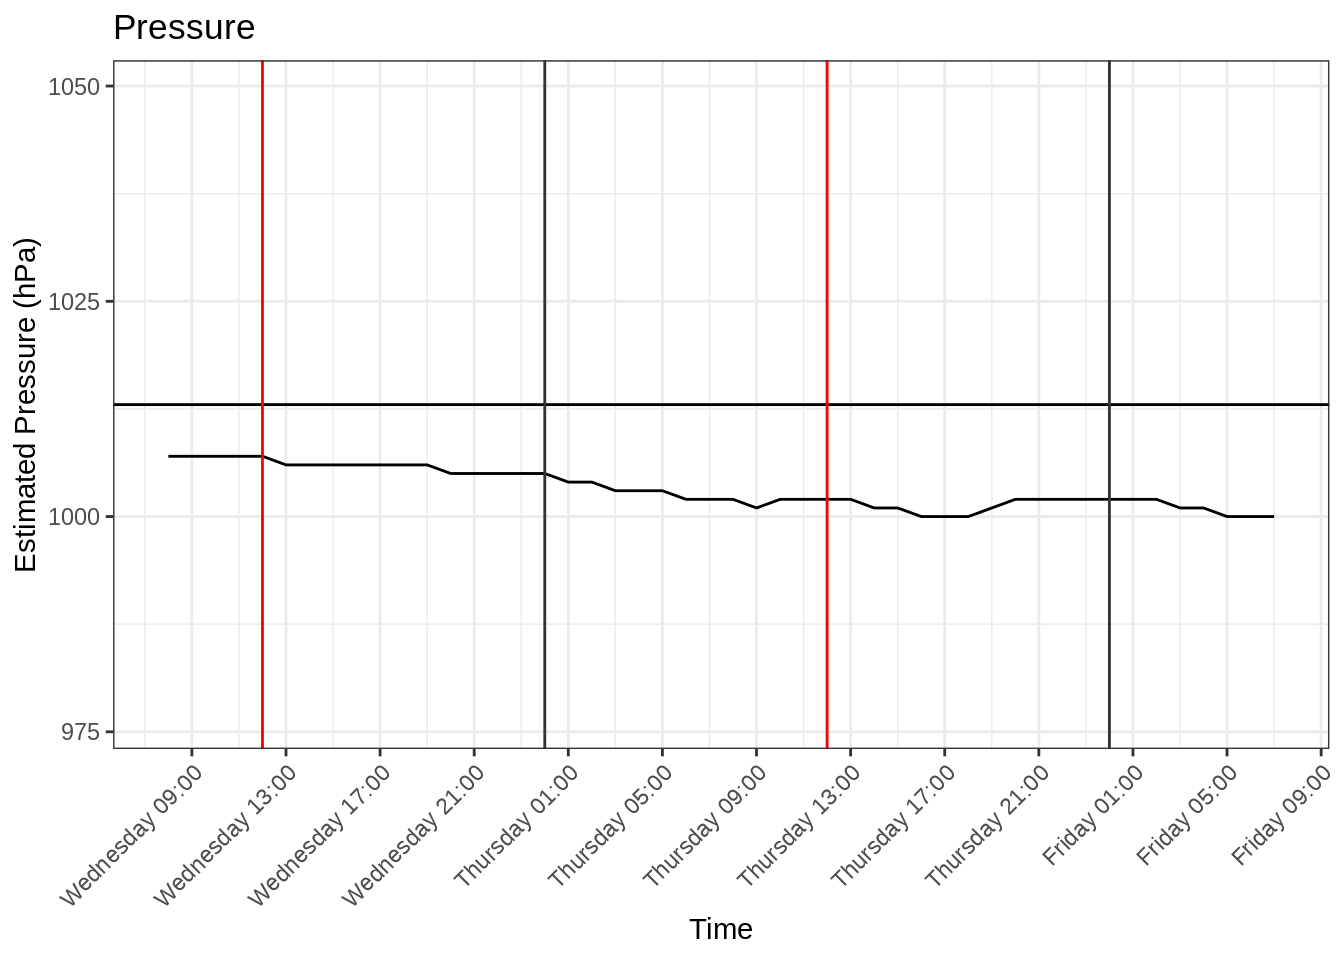 Pressure
Estimated Pressure (hPa)
1050
1025
1000
975
Wednesday 09:00
Wednesday 13:00
Wednesday 17:00
Wednesday 21:00
Thursday 01:00
Thursday 05:00
Thursday 09:00
Thursday 13:00
Thursday 17:00
Thursday 21:00
Friday 01:00
Friday 05:00
Friday 09:00
Time